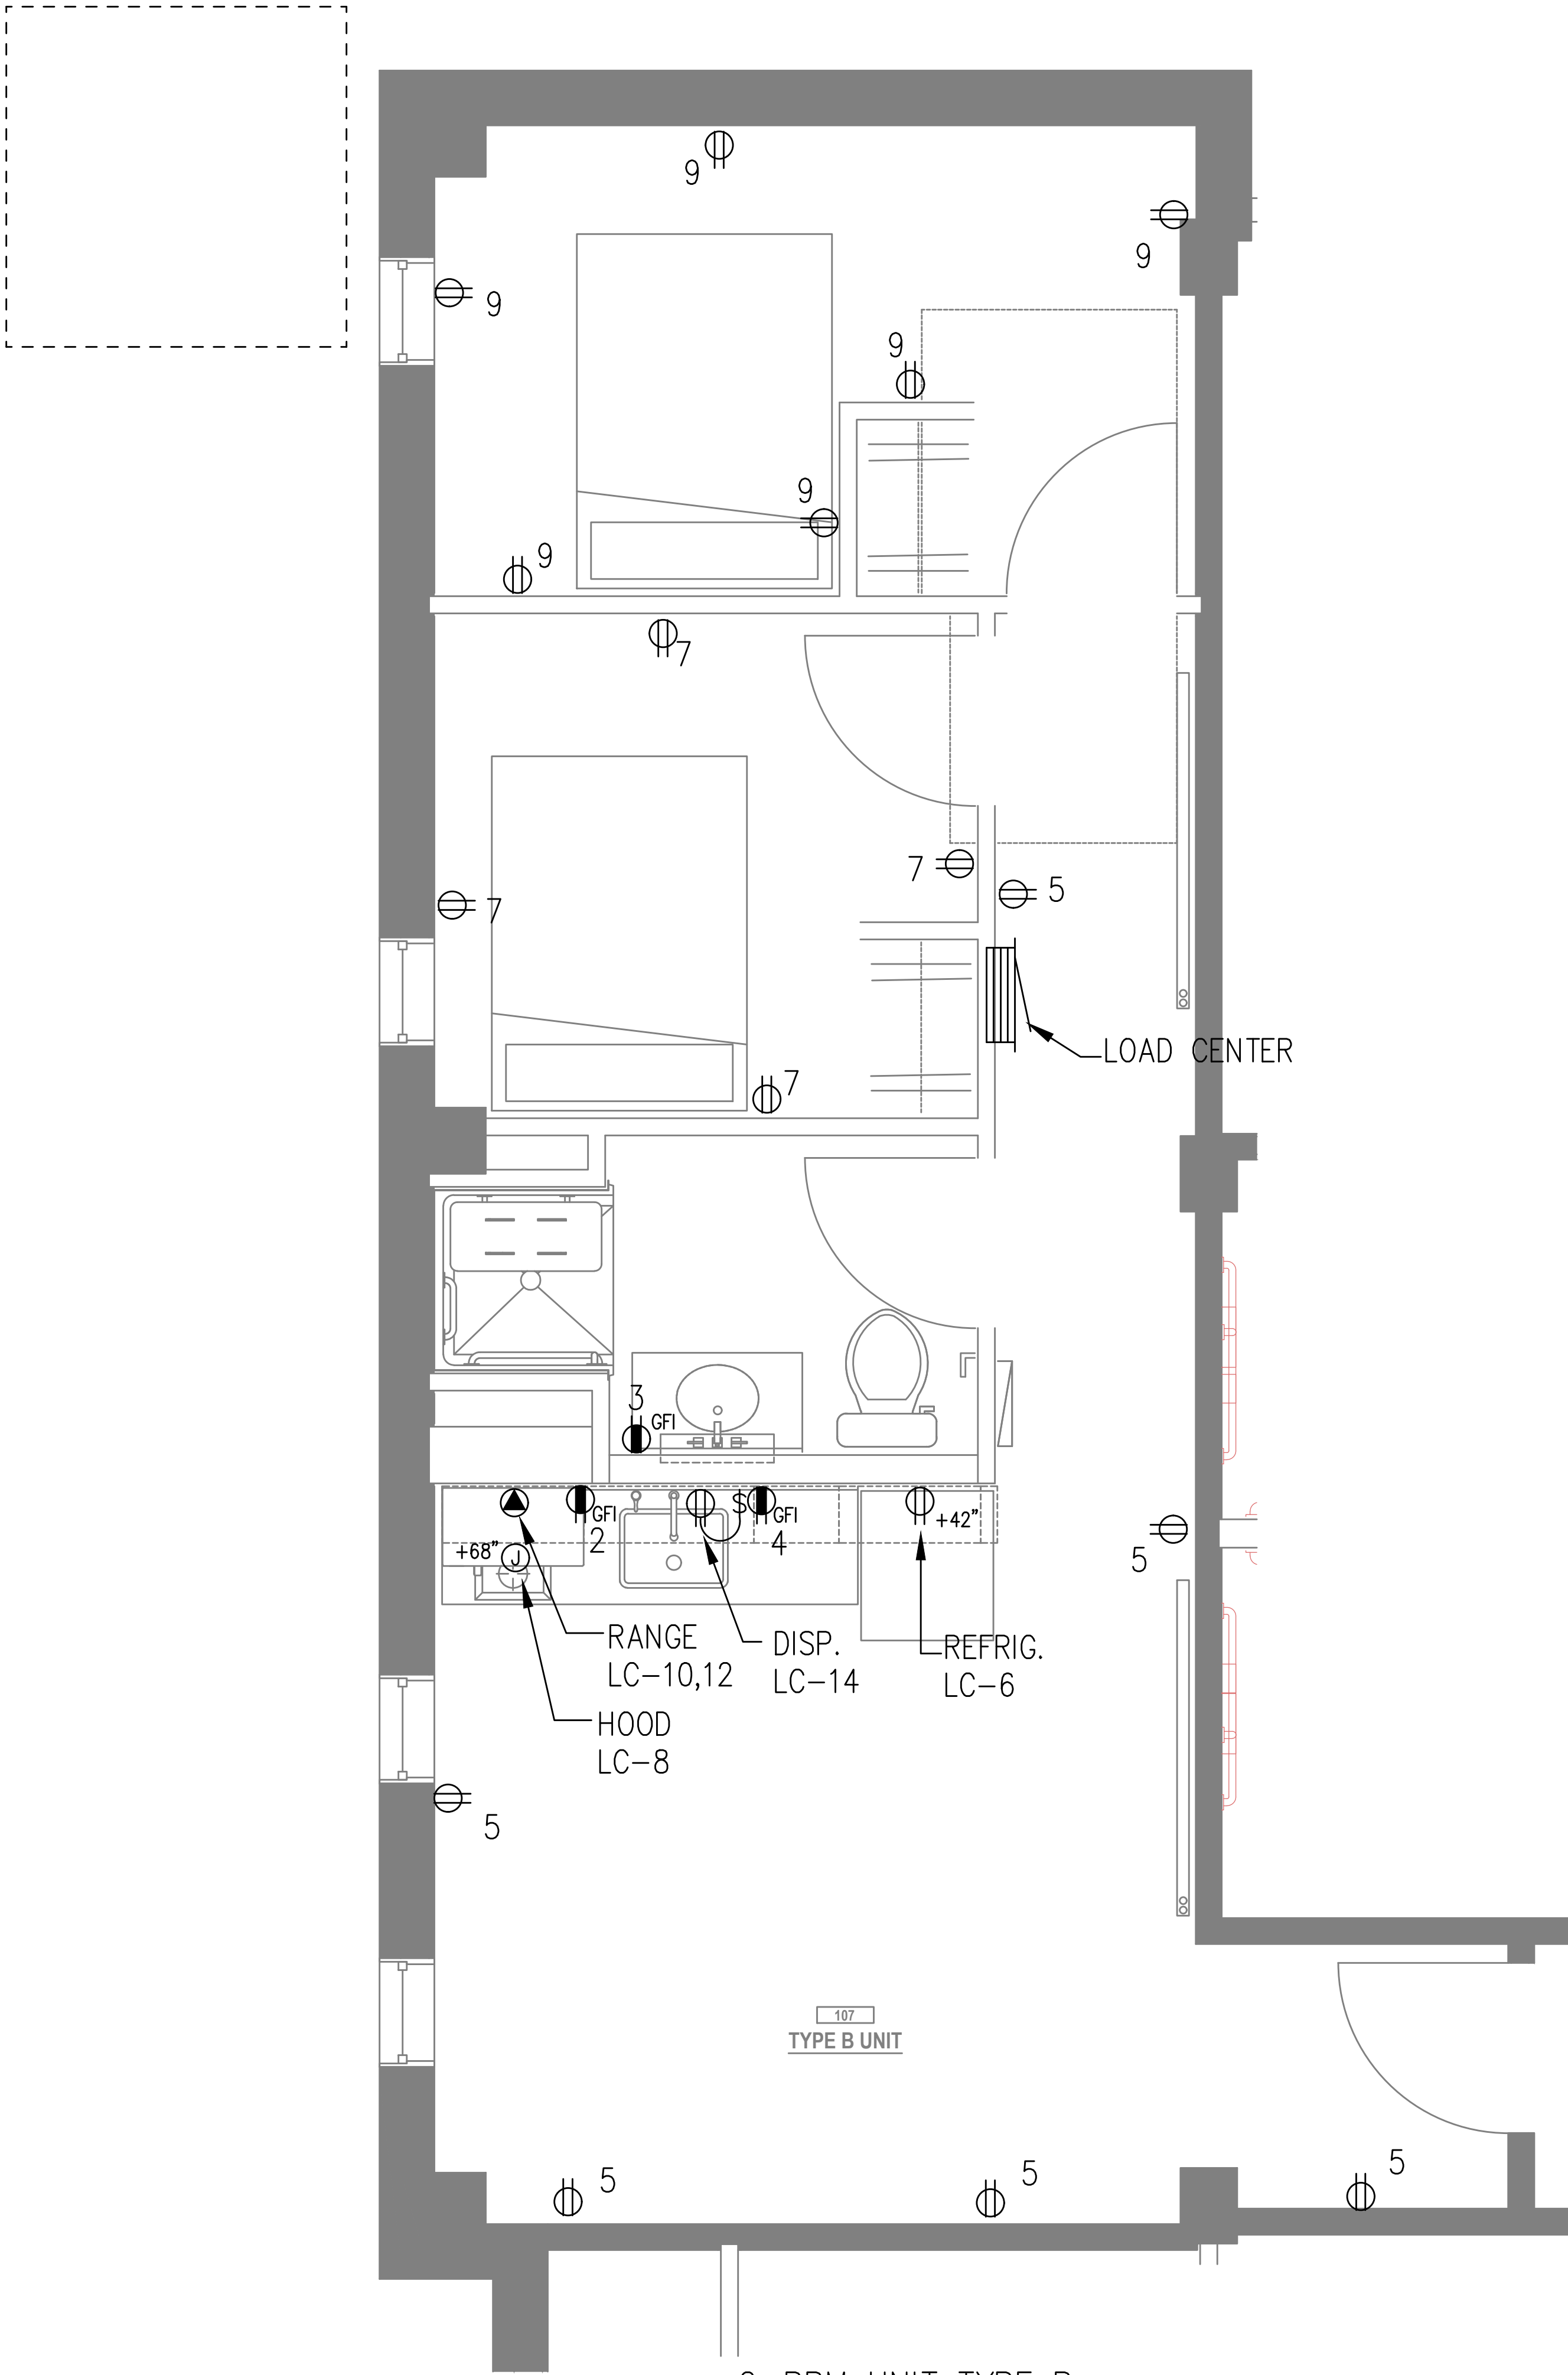 9
9
9
9
9
9
7
7
7
5
LOAD CENTER
7
3
GFI
GFI
2
S
GFI
4
+42"
+68"
J
5
RANGE
LC-10,12
DISP.
LC-14
REFRIG.
LC-6
HOOD
LC-8
5
107
TYPE B UNIT
5
5
5